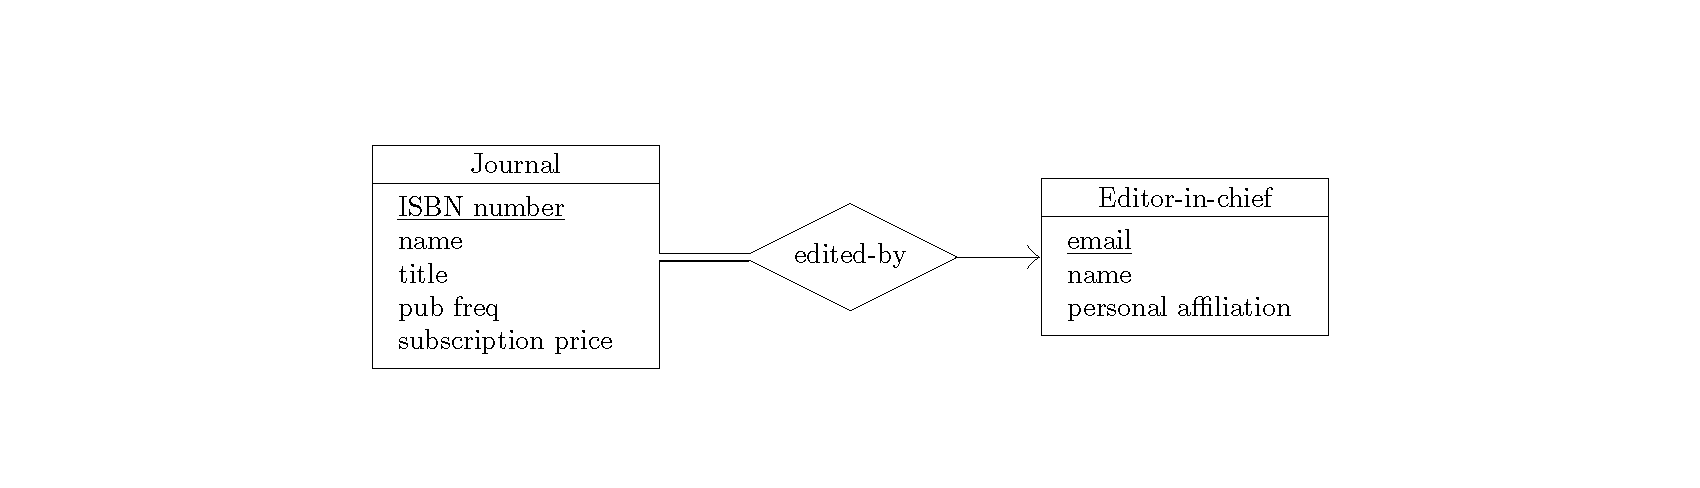 Journal
ISBN number
name
title
pub freq
subscription price
edited-by
Editor-in-chief
email
name
personal affiliation